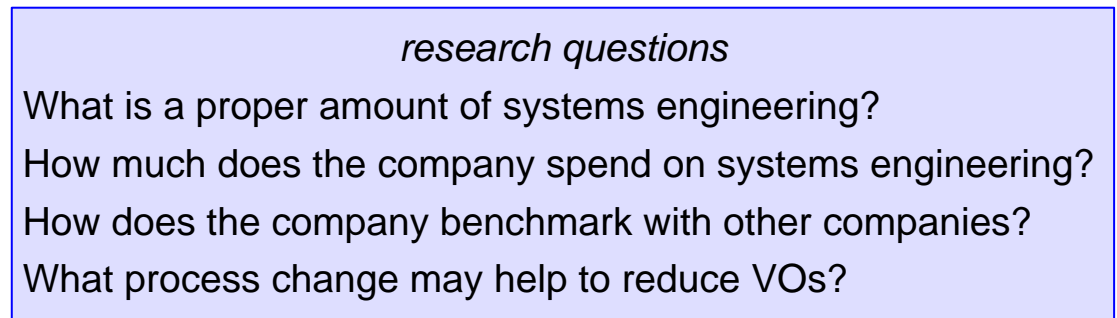 research questions
What is a proper amount of systems engineering?
How much does the company spend on systems engineering?
How does the company benchmark with other companies?
What process change may help to reduce VOs?